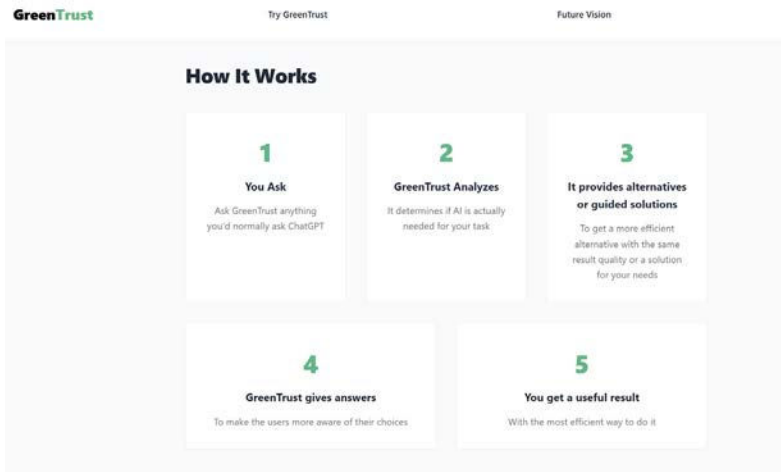 GreenTrust
Try GreenTrust
Future Vision
How It Works
1
You Ask
Ask GreenTrust anything
you'd normally ask ChatGPT
2
GreenTrust Analyzes
It determines if AI is actually
needed for your task
3
It provides alternatives
or guided solutions
To get a more efficient
alternative with the same
result quality or a solution
for your needs
4
GreenTrust gives answers
To make the users more aware of their choices
5
You get a useful result
With the most efficient way to do it